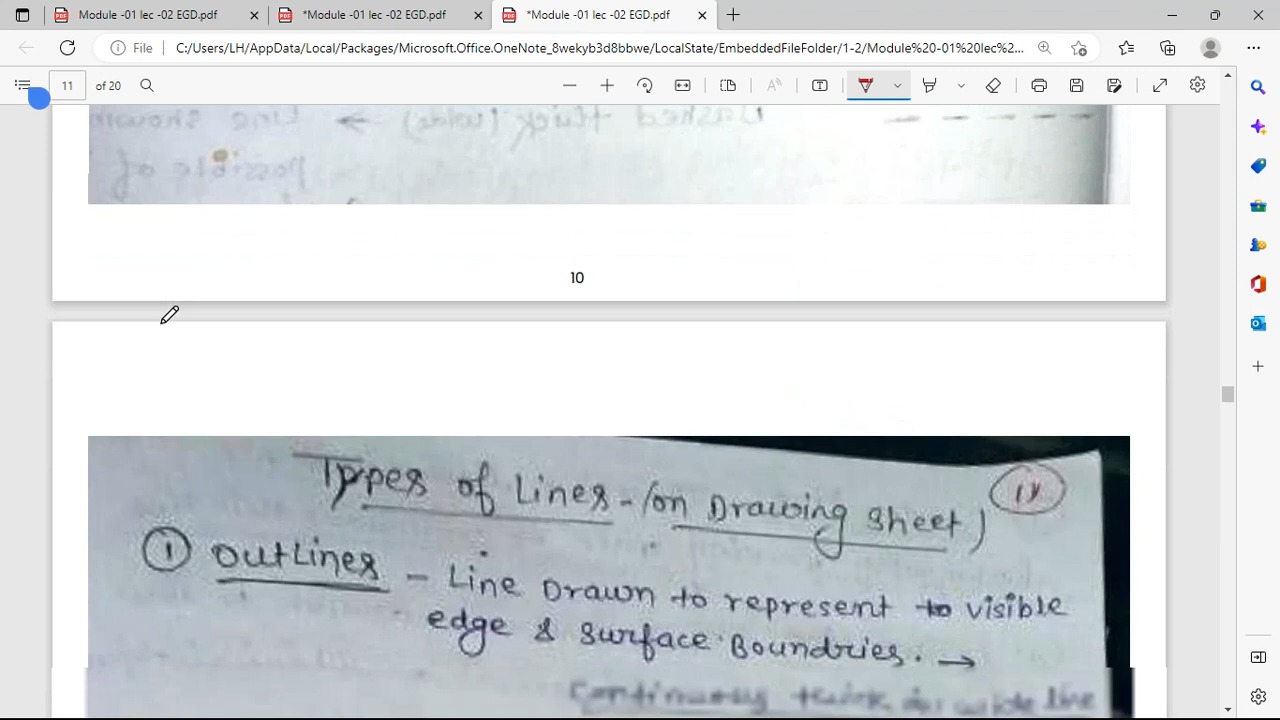 Module -01 lec -02 EGD.pdf
*Module -01 lec -02 EGD.pdf
*Module -01 lec -02 EGD.pdf
File
C:/Users/LH/AppData/Local/Packages/Microsoft.Office.OneNote_8wekyb3d8bbwe/LocalState/EmbeddedFileFolder/1-2/Module%20-01%20lec%2...
11 of 20
10
Types of Lines - (on Drawing Sheet)
① OutLines - Line Drawn to represent to visible
edge & Surface Boundries. →
wide line